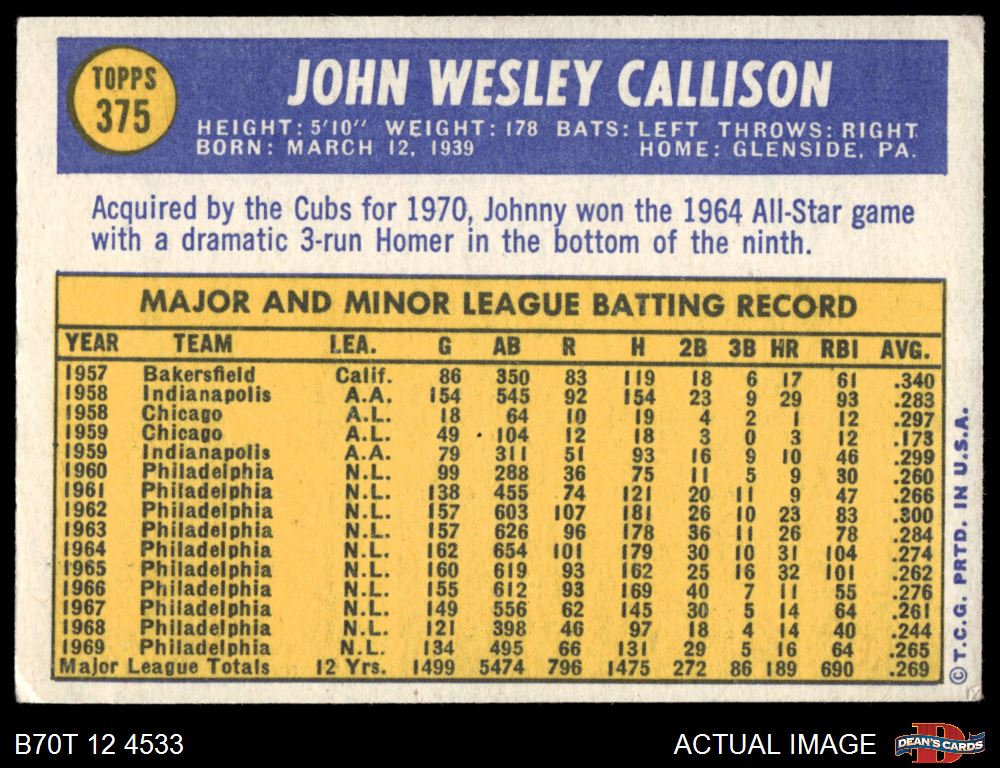 TOPPS
375
JOHN WESLEY CALLISON
HEIGHT: 5'10" WEIGHT: 178 BATS: LEFT THROWS: RIGHT
BORN: MARCH 12, 1939 HOME: GLENSIDE, PA.
Acquired by the Cubs for 1970, Johnny won the 1964 All-Star game
with a dramatic 3-run Homer in the bottom of the ninth.
MAJOR AND MINOR LEAGUE BATTING RECORD
YEAR TEAM LEA. G AB R H 2B 3B HR RBI AVG.
1957 Bakersfield Calif. 86 350 83 119 18 6 17 61 .340
1958 Indianapolis A.A. 154 545 92 154 23 9 29 93 .283
1958 Chicago A.L. 18 64 10 19 4 2 1 12 .297
1959 Chicago A.L. 49 104 12 18 3 0 3 12 .173
1959 Indianapolis A.A. 79 311 51 93 16 9 10 46 .299
1960 Philadelphia N.L. 99 288 36 75 11 5 9 30 .260
1961 Philadelphia N.L. 138 455 74 121 20 11 9 47 .266
1962 Philadelphia N.L. 157 603 107 181 26 10 23 83 .300
1963 Philadelphia N.L. 157 626 96 178 36 11 26 78 .284
1964 Philadelphia N.L. 162 654 101 179 30 10 31 104 .274
1965 Philadelphia N.L. 160 619 93 162 25 16 32 101 .262
1966 Philadelphia N.L. 155 612 93 169 40 7 11 55 .276
1967 Philadelphia N.L. 149 556 62 145 30 5 14 64 .261
1968 Philadelphia N.L. 121 398 46 97 18 4 14 40 .244
1969 Philadelphia N.L. 134 495 66 131 29 5 16 64 .265
Major League Totals 12 Yrs. 1499 5474 796 1475 272 86 189 690 .269
© T.C.G. PRTD. IN U.S.A.
B70T 12 4533
ACTUAL IMAGE
D
DEAN'S CARDS